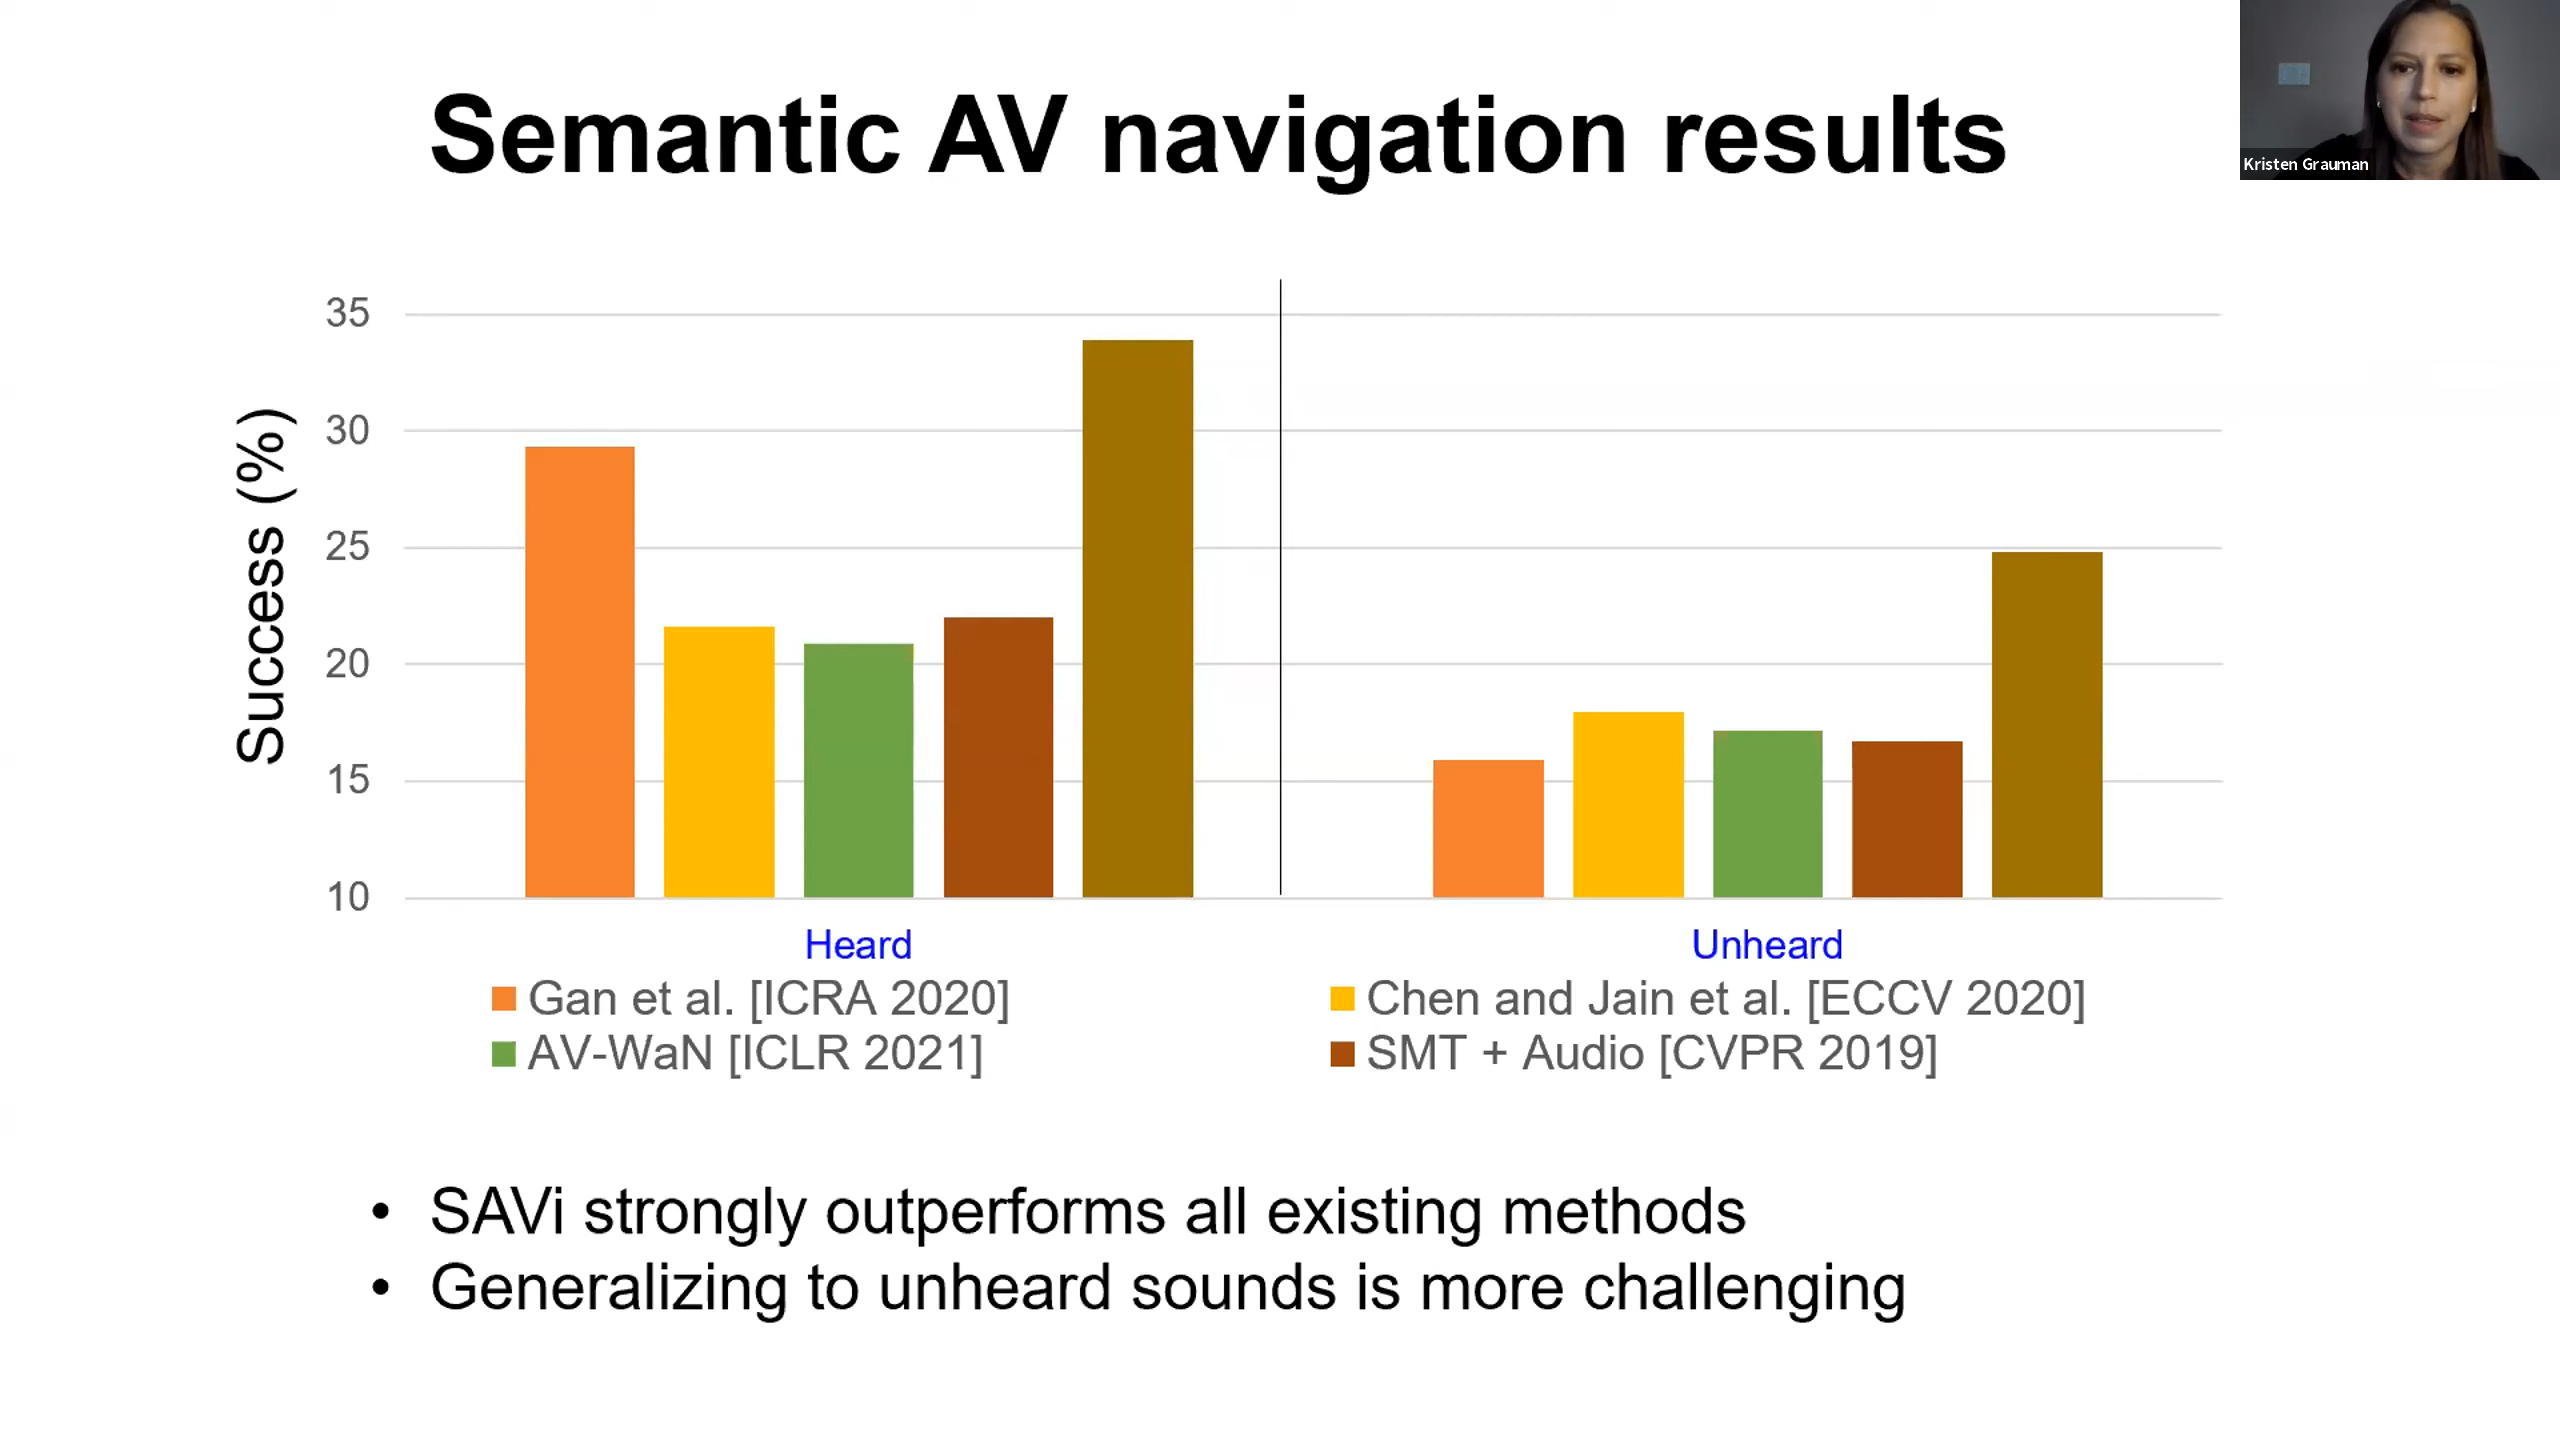 Semantic AV navigation results
Kristen Grauman
Success (%)
35
30
25
20
15
10
Heard
Unheard
Gan et al. [ICRA 2020]
Chen and Jain et al. [ECCV 2020]
AV-WaN [ICLR 2021]
SMT + Audio [CVPR 2019]
• SAVi strongly outperforms all existing methods
• Generalizing to unheard sounds is more challenging